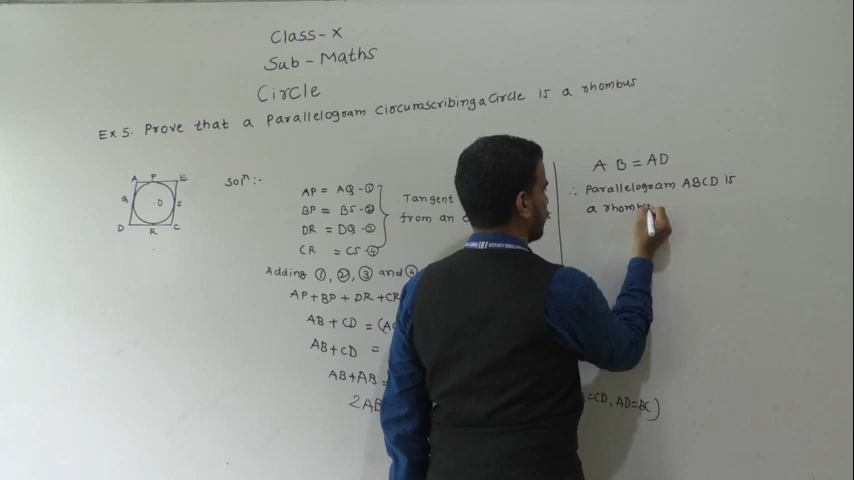 Class-X
Sub-Maths
Circle
Ex 5. Prove that a Parallelogram Circumscribing a Circle is a rhombus
A P B
Q O S
D R C
Soln:-
AP = AQ -①
BP = BS -②
DR = DQ -③
CR = CS -④
Tangent
from an
Adding ①, ②, ③ and ④
AP+BP+DR+CR
AB+CD =
AB+CD =
AB+AB =
2AB
=CD, AD=BC)
AB = AD
∴ Parallelogram ABCD is
a rhombu